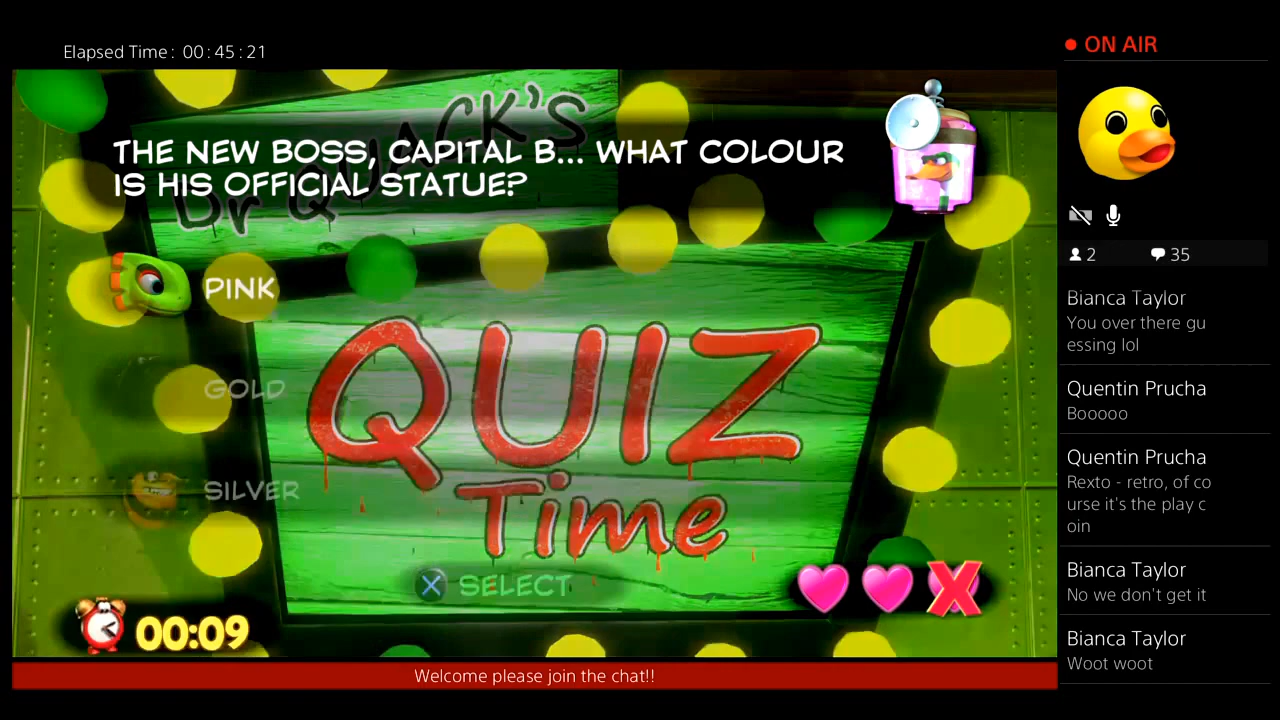 Elapsed Time: 00:45:21
ON AIR
Dr QUACK'S
THE NEW BOSS, CAPITAL B... WHAT COLOUR
IS HIS OFFICIAL STATUE?
PINK
GOLD
SILVER
QUIZ
Time
SELECT
00:09
Welcome please join the chat!!
2 35
Bianca Taylor
You over there gu
essing lol
Quentin Prucha
Booooo
Quentin Prucha
Rexto - retro, of co
urse it's the play c
oin
Bianca Taylor
No we don't get it
Bianca Taylor
Woot woot